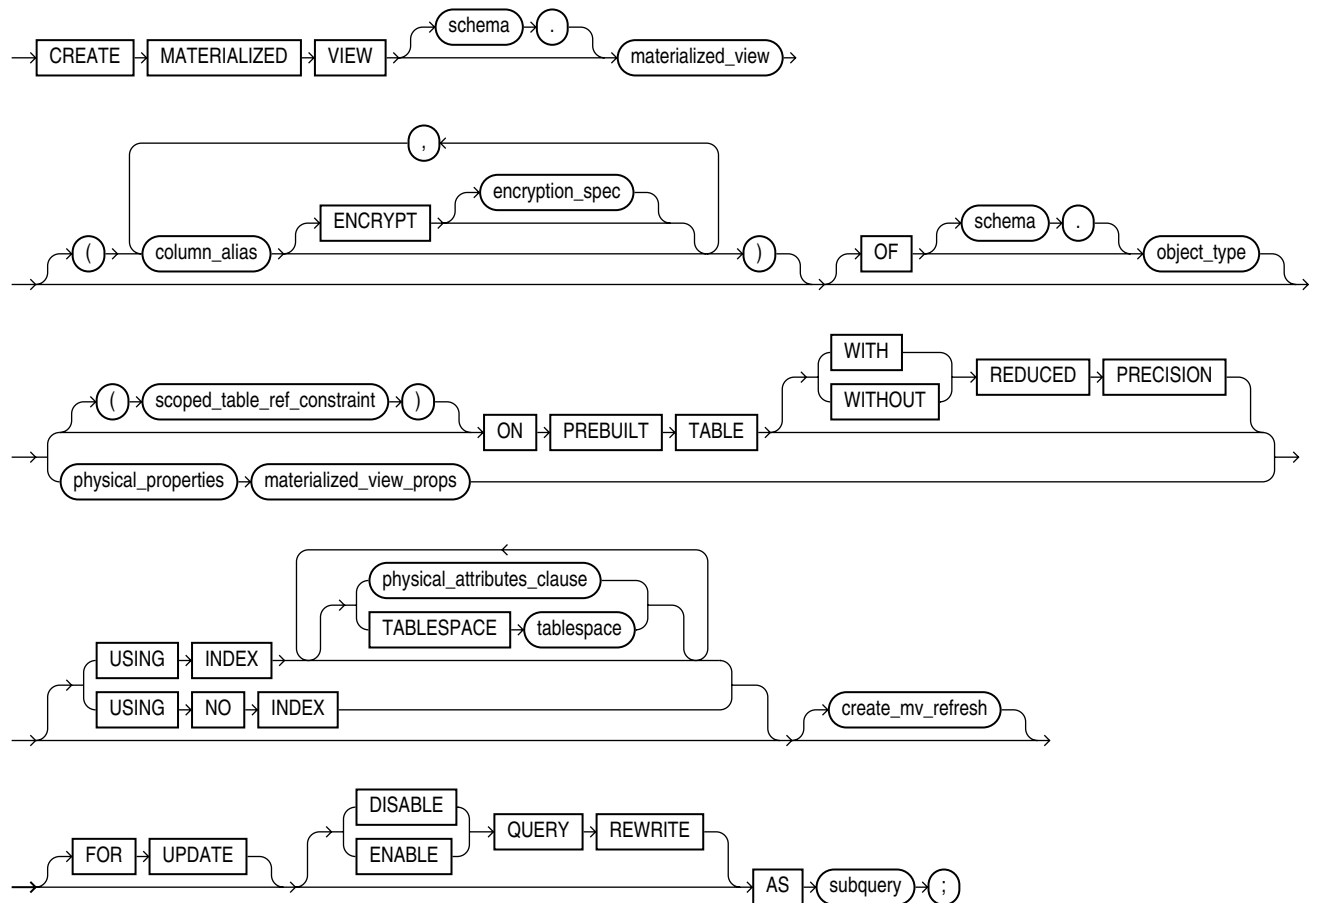 schema .
CREATE MATERIALIZED VIEW materialized_view
,
encryption_spec
ENCRYPT schema .
( column_alias ) OF object_type
WITH
( scoped_table_ref_constraint ) REDUCED PRECISION
WITHOUT
ON PREBUILT TABLE
physical_properties materialized_view_props
physical_attributes_clause
TABLESPACE tablespace
USING INDEX
USING NO INDEX create_mv_refresh
DISABLE
FOR UPDATE QUERY REWRITE
ENABLE
AS subquery ;